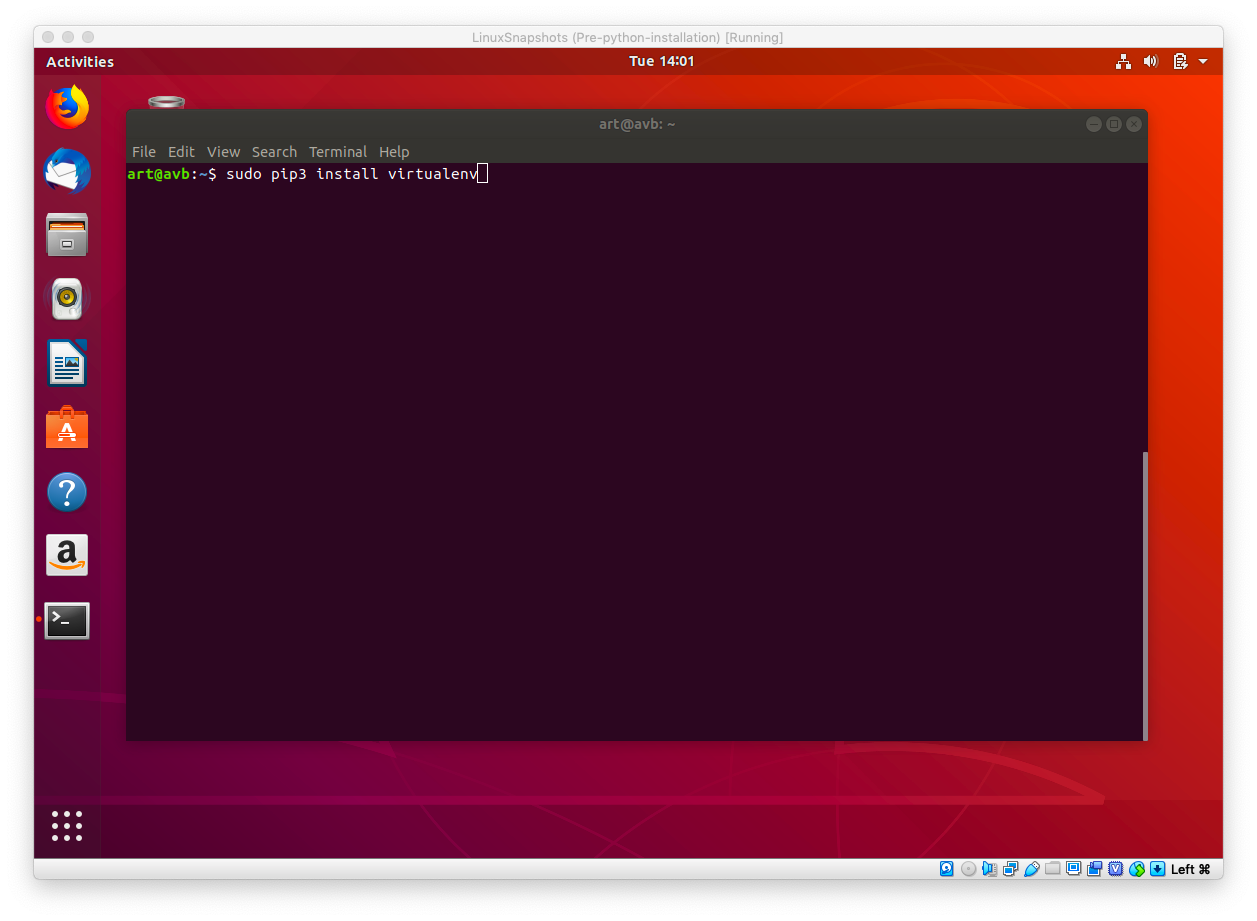 LinuxSnapshots (Pre-python-installation) [Running]
Activities
Tue 14:01
art@avb: ~
File Edit View Search Terminal Help
art@avb:~$ sudo pip3 install virtualenv
Left ⌘